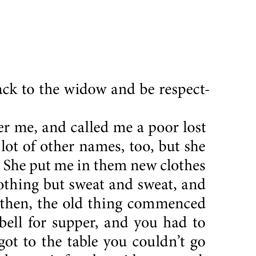 ack to the widow and be respect-
er me, and called me a poor lost
lot of other names, too, but she
She put me in them new clothes
othing but sweat and sweat, and
then, the old thing commenced
bell for supper, and you had to
got to the table you couldn’t go